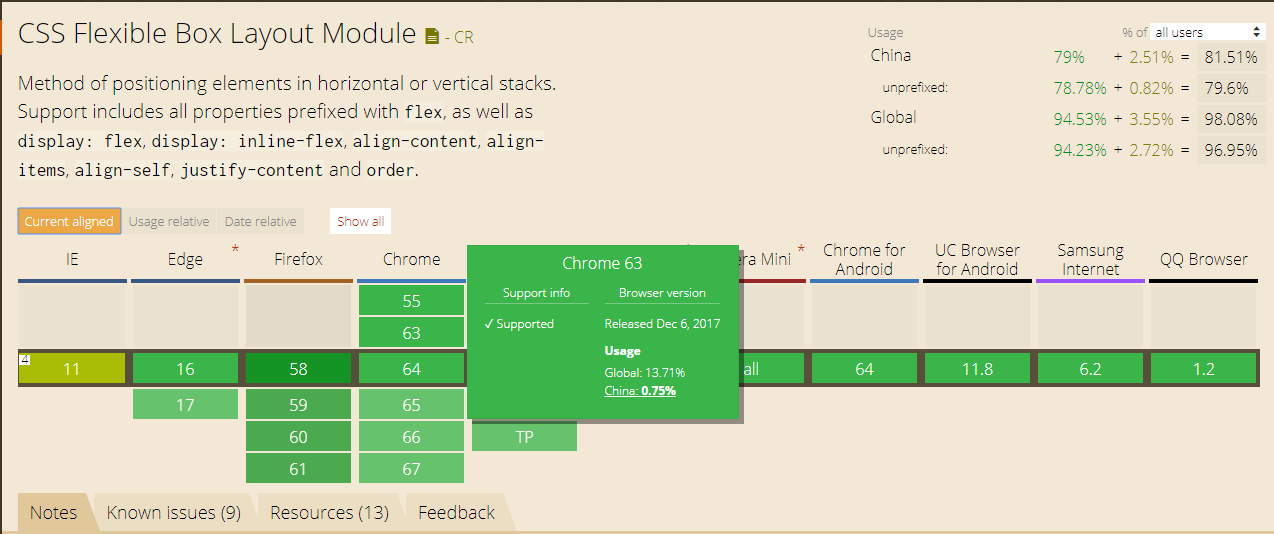 CSS Flexible Box Layout Module - CR
Usage % of all users
China 79% + 2.51% = 81.51%
unprefixed: 78.78% + 0.82% = 79.6%
Global 94.53% + 3.55% = 98.08%
unprefixed: 94.23% + 2.72% = 96.95%
Method of positioning elements in horizontal or vertical stacks.
Support includes all properties prefixed with flex, as well as
display: flex, display: inline-flex, align-content, align-
items, align-self, justify-content and order.
Current aligned Usage relative Date relative Show all
IE Edge * Firefox Chrome era Mini * Chrome for Android UC Browser for Android Samsung Internet QQ Browser
Chrome 63
Support info Browser version
✓ Supported Released Dec 6, 2017
Usage
Global: 13.71%
China: 0.75%
55
63
4 11 16 58 64 all 64 11.8 6.2 1.2
17 59 65
60 66 TP
61 67
Notes Known issues (9) Resources (13) Feedback